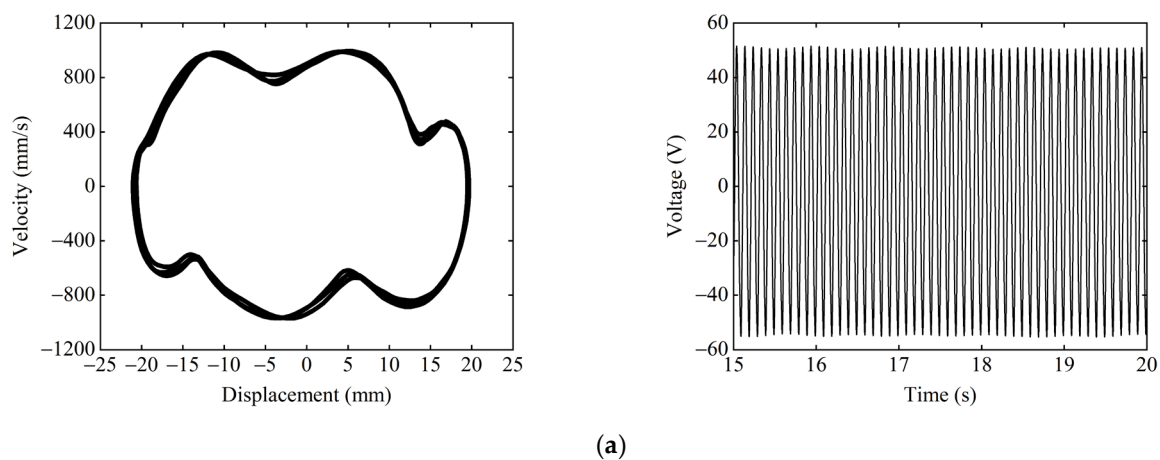 1200
800
400
0
–400
–800
–1200
Velocity (mm/s)
–25 –20 –15 –10 –5 0 5 10 15 20 25
Displacement (mm)
60
40
20
0
–20
–40
–60
Voltage (V)
15 16 17 18 19 20
Time (s)
(a)